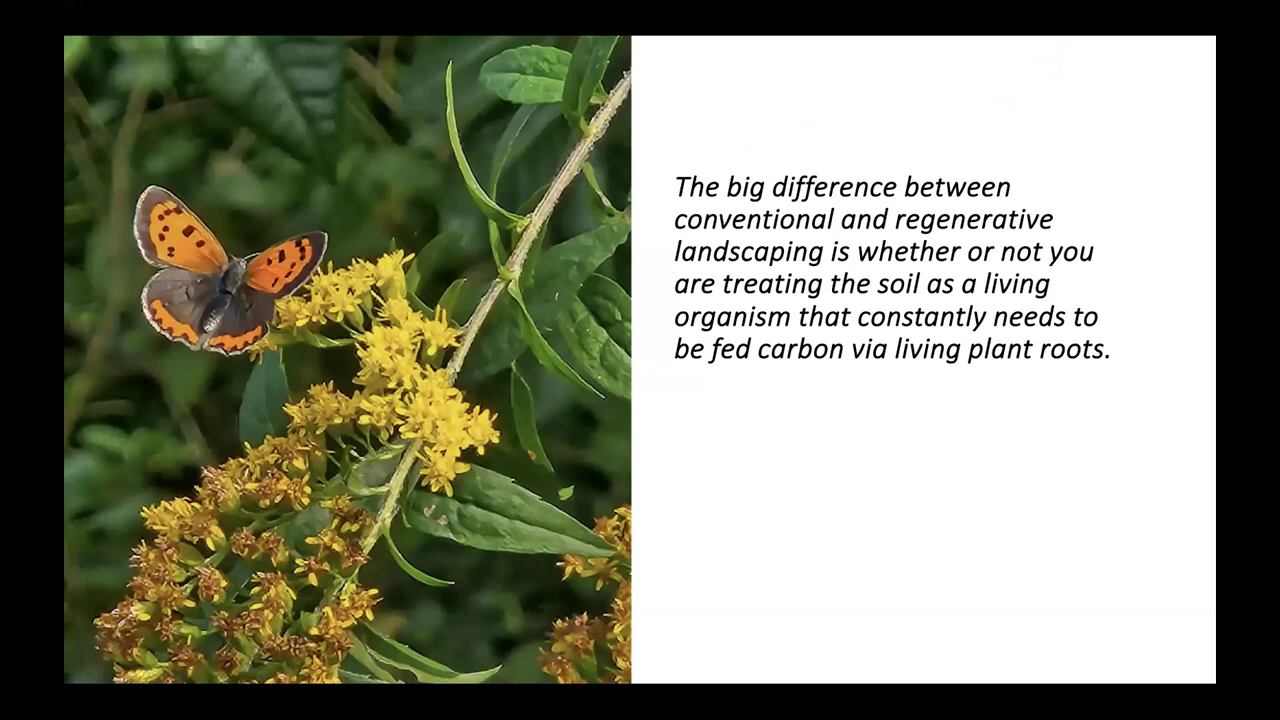 The big difference between
conventional and regenerative
landscaping is whether or not you
are treating the soil as a living
organism that constantly needs to
be fed carbon via living plant roots.